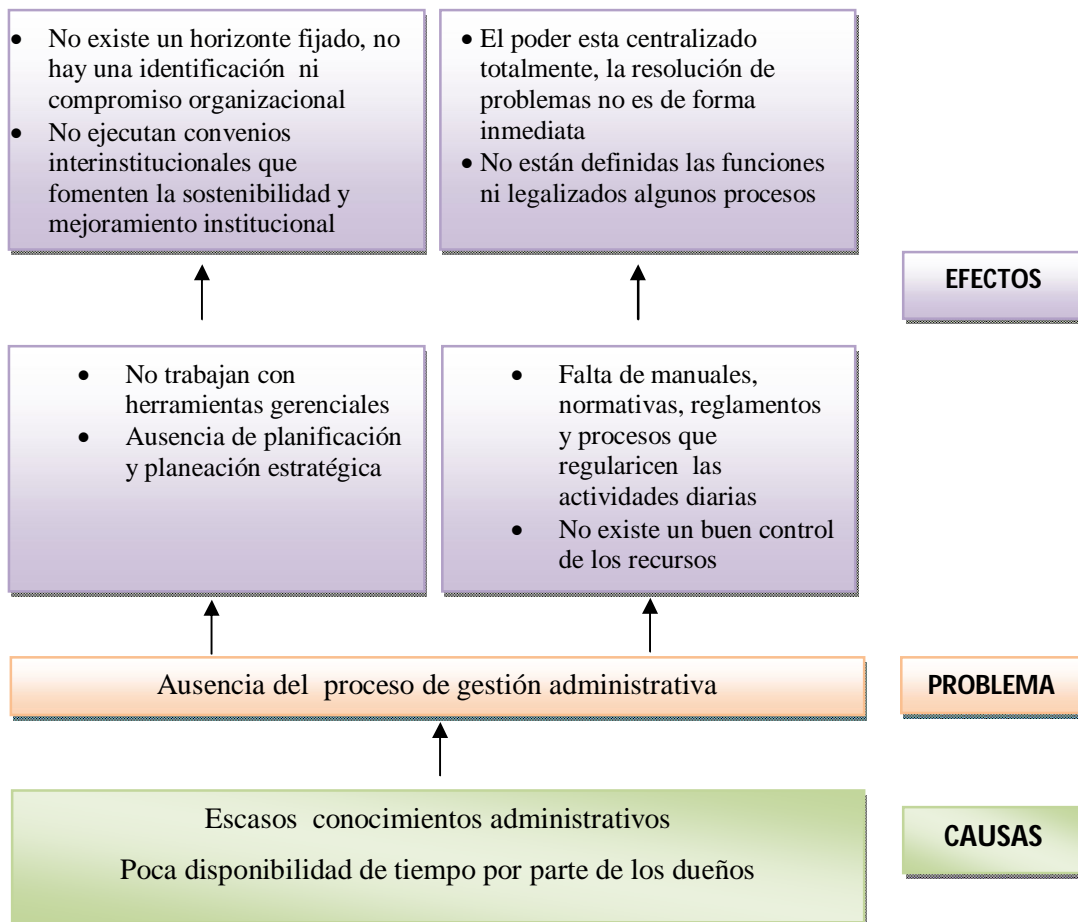 • No existe un horizonte fijado, no
hay una identificación ni
compromiso organizacional
• No ejecutan convenios
interinstitucionales que
fomenten la sostenibilidad y
mejoramiento institucional
• El poder esta centralizado
totalmente, la resolución de
problemas no es de forma
inmediata
• No están definidas las funciones
ni legalizados algunos procesos
EFECTOS
• No trabajan con
herramientas gerenciales
• Ausencia de planificación
y planeación estratégica
• Falta de manuales,
normativas, reglamentos
y procesos que
regularicen las
actividades diarias
• No existe un buen control
de los recursos
Ausencia del proceso de gestión administrativa
PROBLEMA
Escasos conocimientos administrativos
Poca disponibilidad de tiempo por parte de los dueños
CAUSAS